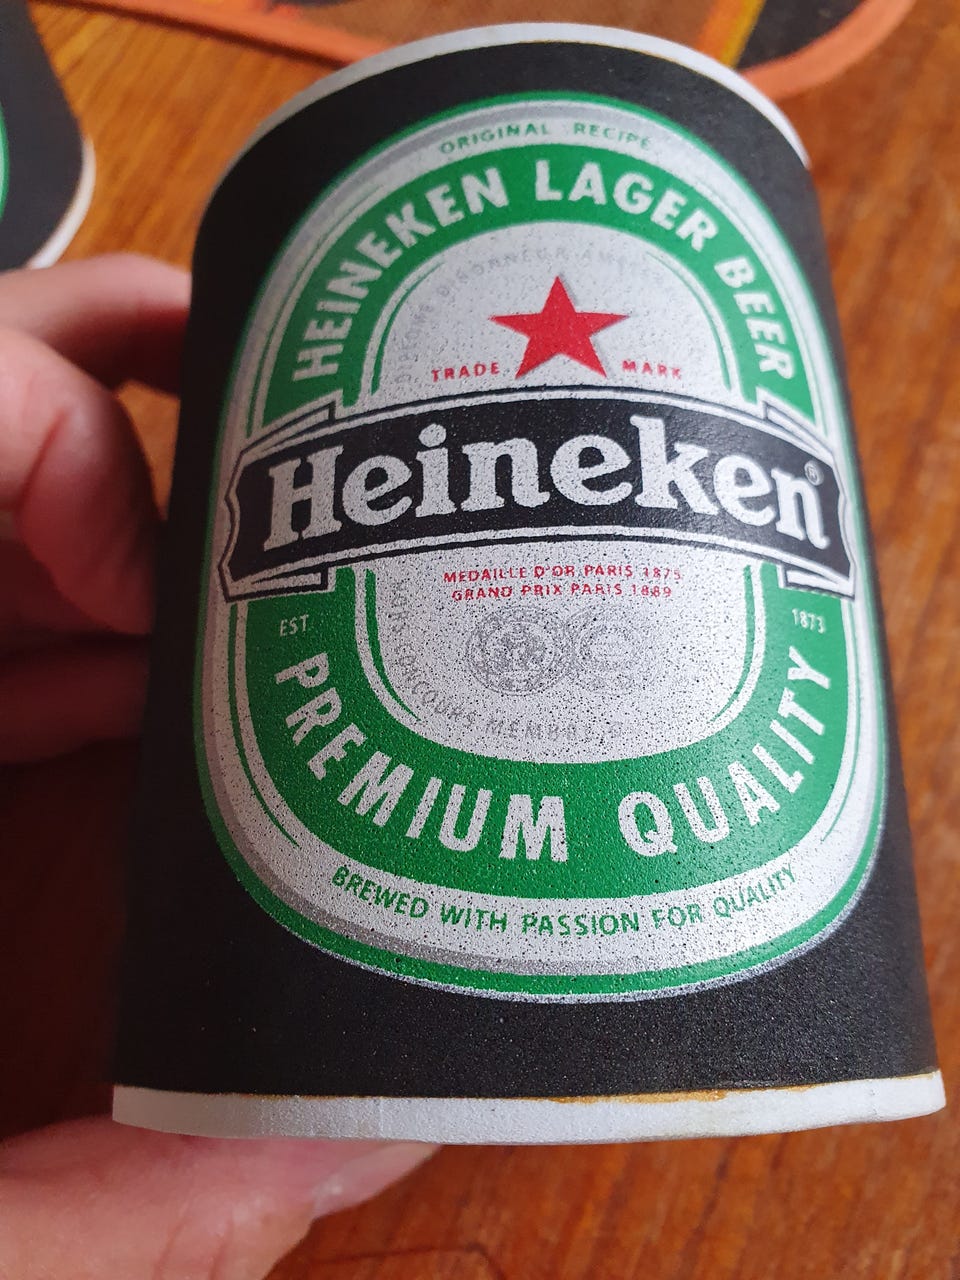 ORIGINAL RECIPE
HEINEKEN LAGER BEER
TRADE MARK
Heineken®
MEDAILLE D'OR PARIS 1875
GRAND PRIX PARIS 1889
EST. 1873
PREMIUM QUALITY
BREWED WITH PASSION FOR QUALITY